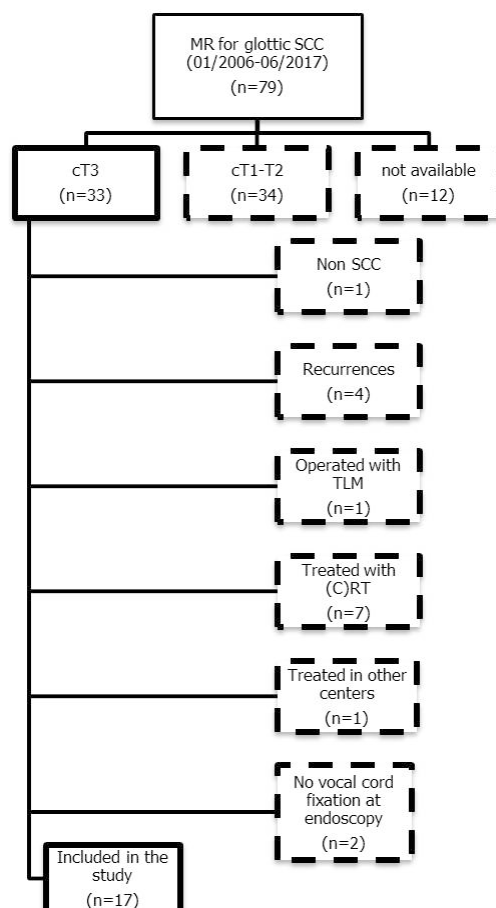 MR for glottic SCC
(01/2006-06/2017)
(n=79)
cT3
(n=33)
cT1-T2
(n=34)
not available
(n=12)
Non SCC
(n=1)
Recurrences
(n=4)
Operated with
TLM
(n=1)
Treated with
(C)RT
(n=7)
Treated in other
centers
(n=1)
No vocal cord
fixation at
endoscopy
(n=2)
Included in the
study
(n=17)